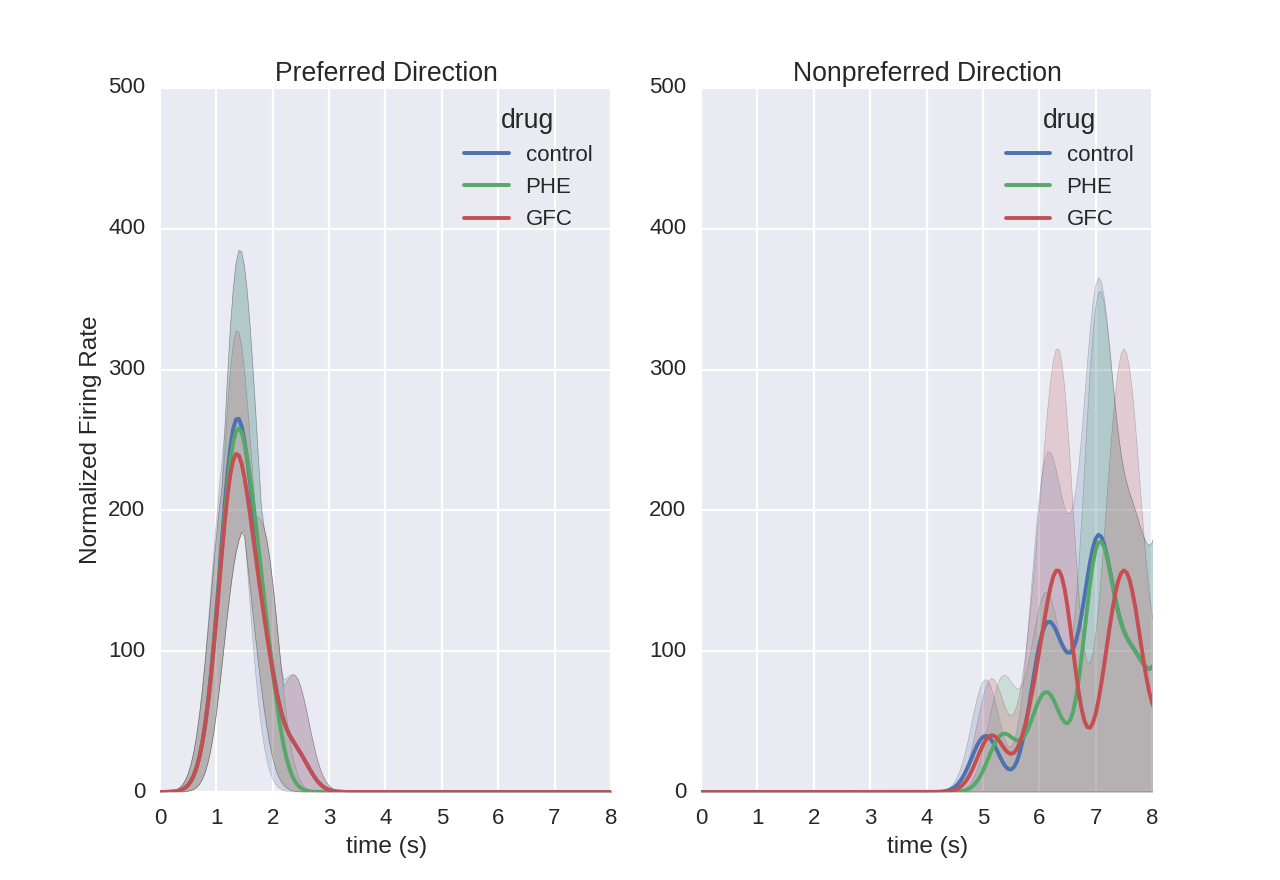 Preferred Direction
Nonpreferred Direction
500
400
300
200
100
0
Normalized Firing Rate
drug
control
PHE
GFC
0 1 2 3 4 5 6 7 8
time (s)
500
400
300
200
100
0
drug
control
PHE
GFC
0 1 2 3 4 5 6 7 8
time (s)